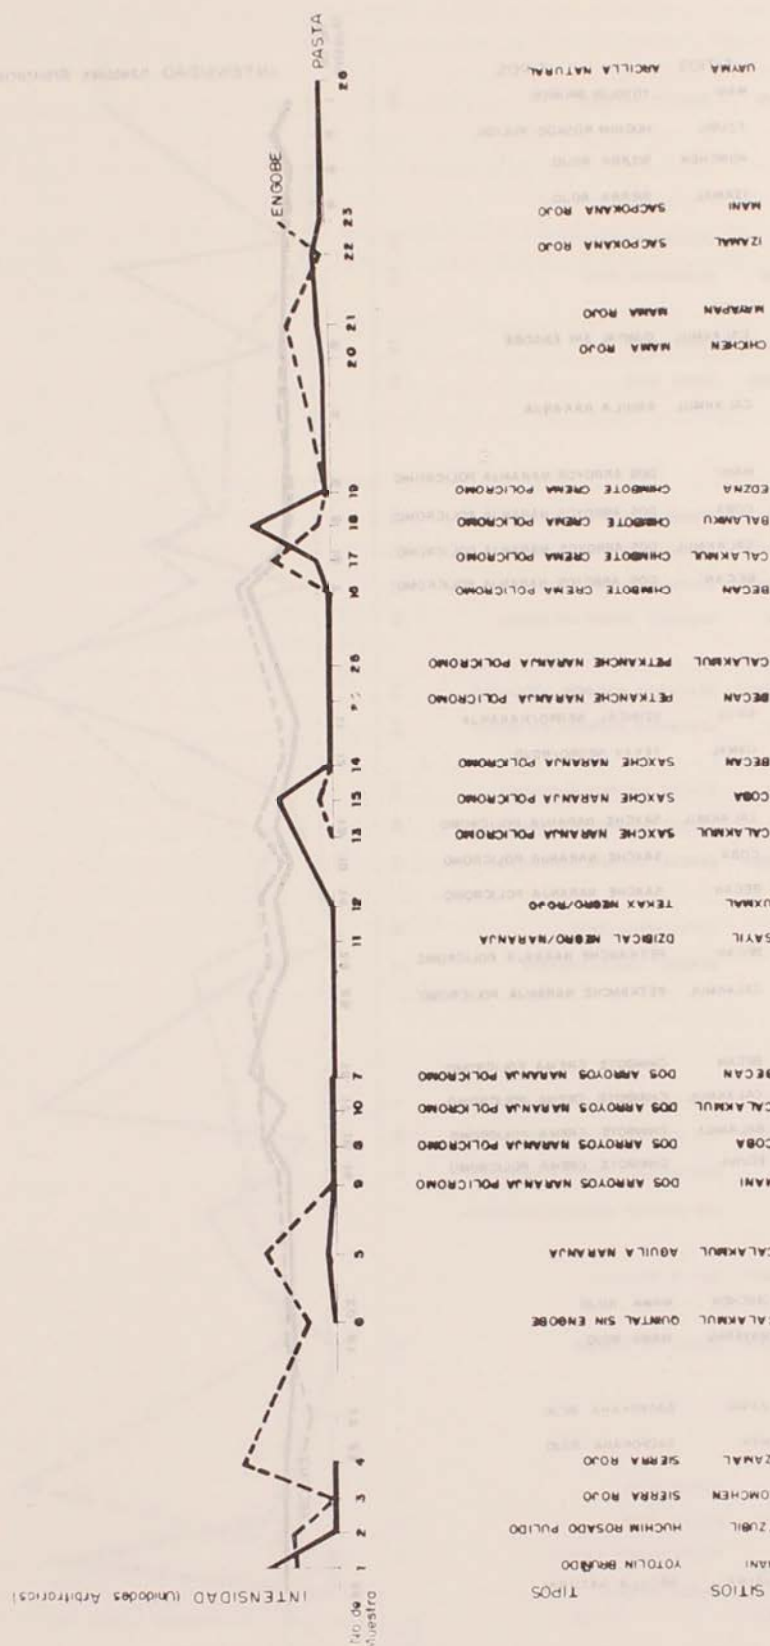 INTENSIDAD (Unidades Arbitrarias)
No. de Muestra
SITIOS TIPOS
MANI YOTOLIN BRUÑIDO
ZUBIL HUCHIM ROSADO PULIDO
OMCHEN SIERRA ROJO
IZAMAL SIERRA ROJO
CALAKMUL QUINTAL SIN ENGOBE
CALAKMUL AGUILA NARANJA
MANI DOS ARROYOS NARANJA POLICROMO
COBA DOS ARROYOS NARANJA POLICROMO
CALAKMUL DOS ARROYOS NARANJA POLICROMO
BECAN DOS ARROYOS NARANJA POLICROMO
SAYIL DZIBICAL NEGRO/NARANJA
UXMAL TEKAX NEGRO/ROJO
CALAKMUL SAXCHE NARANJA POLICROMO
COBA SAXCHE NARANJA POLICROMO
BECAN SAXCHE NARANJA POLICROMO
BECAN PETKANCHE NARANJA POLICROMO
CALAKMUL PETKANCHE NARANJA POLICROMO
BECAN CHIMBOTE CREMA POLICROMO
CALAKMUL CHIMBOTE CREMA POLICROMO
BALAMKU CHIMBOTE CREMA POLICROMO
EDZNA CHIMBOTE CREMA POLICROMO
CHICHEN MAMA ROJO
MAYAPAN MAMA ROJO
IZAMAL SACPOKANA ROJO
MANI SACPOKANA ROJO
UAYMA ARCILLA NATURAL
1 2 3 4 6 5 9 8 10 7 11 12 13 15 14 26 16 17 18 19 20 21 22 23 28
ENGOBE
PASTA